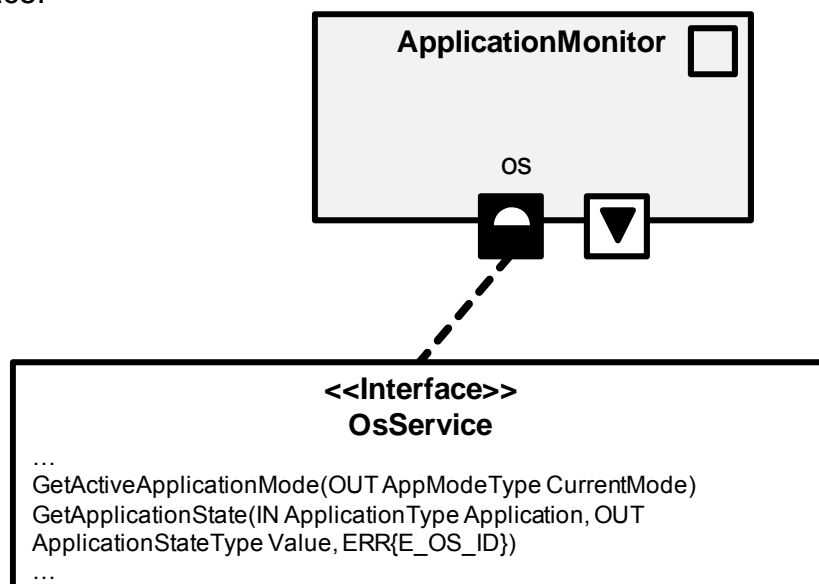 ApplicationMonitor
os
<<Interface>>
OsService
…
GetActiveApplicationMode(OUT AppModeType CurrentMode)
GetApplicationState(IN ApplicationType Application, OUT
ApplicationStateType Value, ERR{E_OS_ID})
…